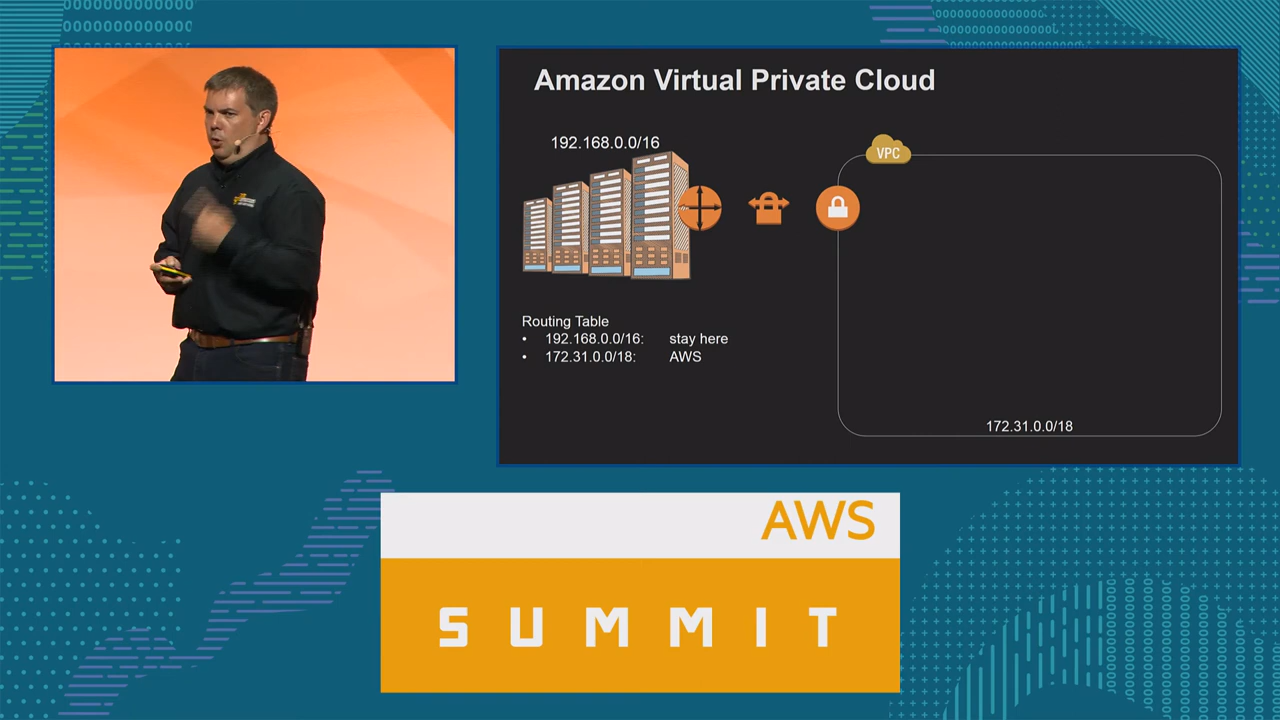 Amazon Virtual Private Cloud
192.168.0.0/16
VPC
Routing Table
• 192.168.0.0/16: stay here
• 172.31.0.0/18: AWS
172.31.0.0/18
AWS
SUMMIT